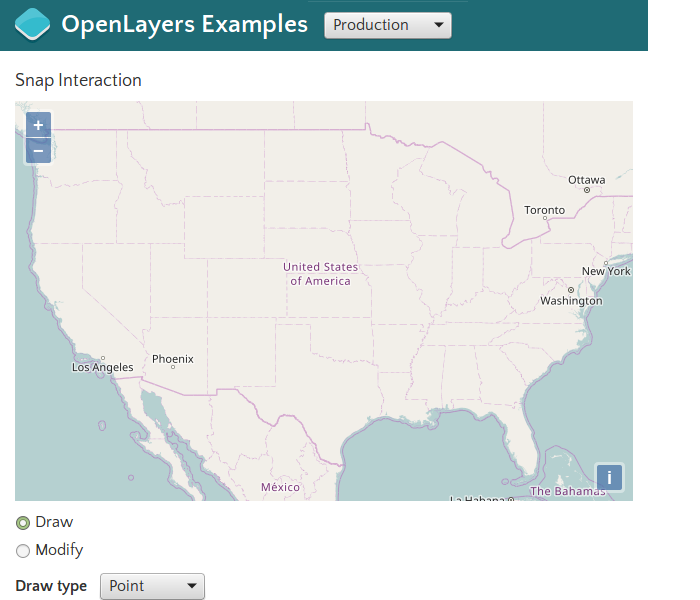 OpenLayers Examples
Production
Snap Interaction
+
−
Ottawa
Toronto
United States
of America
New York
Washington
Phoenix
Los Angeles
México
La Habana
The Bahamas
i
Draw
Modify
Draw type
Point